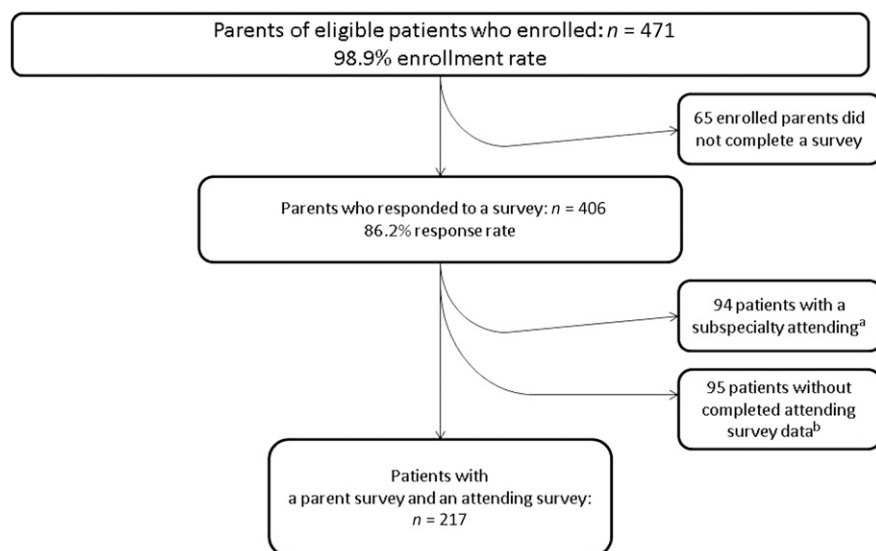 Parents of eligible patients who enrolled: n = 471
98.9% enrollment rate
65 enrolled parents did
not complete a survey
Parents who responded to a survey: n = 406
86.2% response rate
94 patients with a
subspecialty attendingᵃ
95 patients without
completed attending
survey dataᵇ
Patients with
a parent survey and an attending survey:
n = 217